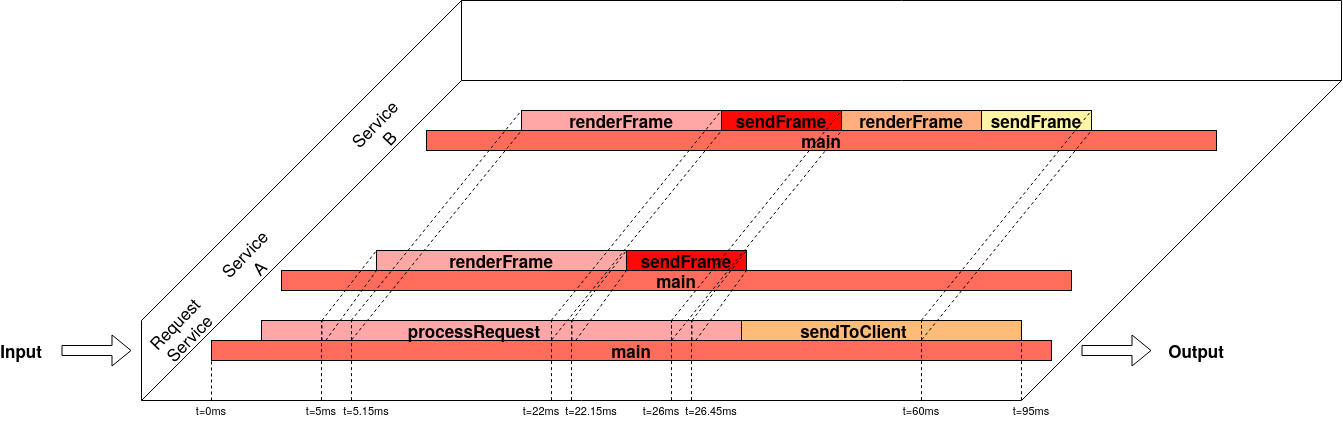 Service
B
renderFrame sendFrame renderFrame sendFrame
main
Service
A
renderFrame sendFrame
main
Request
Service
processRequest sendToClient
main
Input
Output
t=0ms t=5ms t=5.15ms t=22ms t=22.15ms t=26ms t=26.45ms t=60ms t=95ms